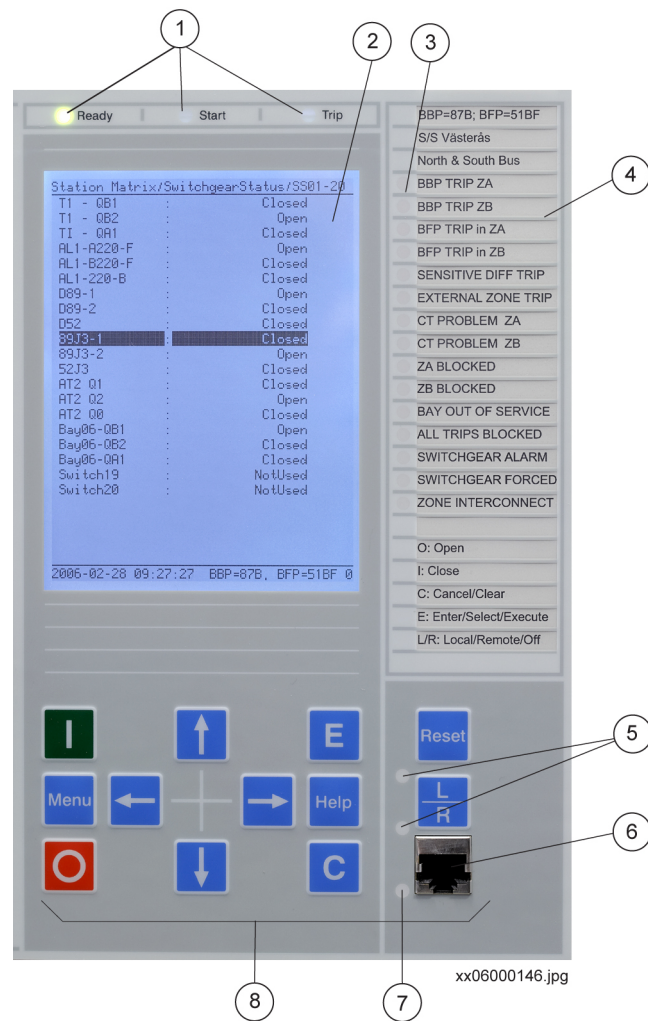 1
2
3
Ready Start Trip
Station Matrix/SwitchgearStatus/SS01-20
T1 - QB1 : Closed
T1 - QB2 : Open
TI - QA1 : Closed
AL1-A220-F : Open
AL1-B220-F : Closed
AL1-220-B : Closed
D89-1 : Open
D89-2 : Closed
D52 : Closed
89J3-1 : Closed
89J3-2 : Open
52J3 : Closed
AT2 Q1 : Closed
AT2 Q2 : Open
AT2 Q0 : Closed
Bay06-QB1 : Open
Bay06-QB2 : Closed
Bay06-QA1 : Closed
Switch19 : NotUsed
Switch20 : NotUsed
2006-02-28 09:27:27 BBP=87B, BFP=51BF 0
BBP=87B; BFP=51BF
S/S Västerås
North & South Bus
BBP TRIP ZA
BBP TRIP ZB
BFP TRIP in ZA
BFP TRIP in ZB
SENSITIVE DIFF TRIP
EXTERNAL ZONE TRIP
CT PROBLEM ZA
CT PROBLEM ZB
ZA BLOCKED
ZB BLOCKED
BAY OUT OF SERVICE
ALL TRIPS BLOCKED
SWITCHGEAR ALARM
SWITCHGEAR FORCED
ZONE INTERCONNECT
O: Open
I: Close
C: Cancel/Clear
E: Enter/Select/Execute
L/R: Local/Remote/Off
4
I
E
Reset
5
Menu
Help
L
R
O
C
6
8
7
xx06000146.jpg